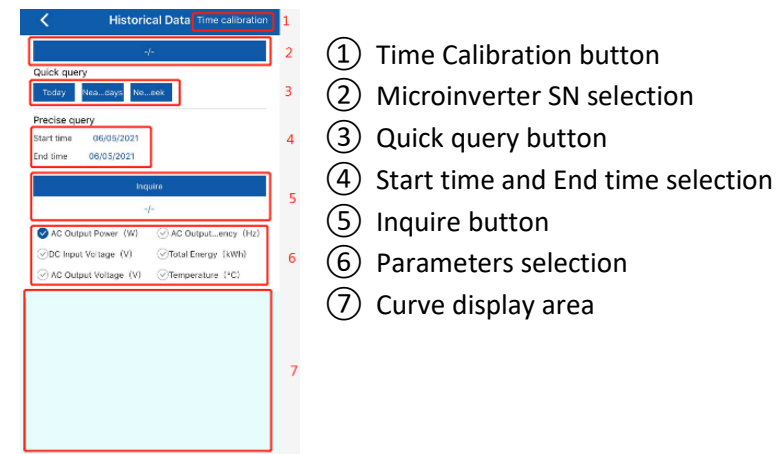 Historical Data Time calibration 1
-/- 2
Quick query
Today Nea...days Ne...eek 3
Precise query
Start time 06/05/2021 4
End time 06/05/2021
Inquire 5
-/-
AC Output Power (W) AC Output...ency (Hz)
DC Input Voltage (V) Total Energy (kWh) 6
AC Output Voltage (V) Temperature (°C)
7
① Time Calibration button
② Microinverter SN selection
③ Quick query button
④ Start time and End time selection
⑤ Inquire button
⑥ Parameters selection
⑦ Curve display area